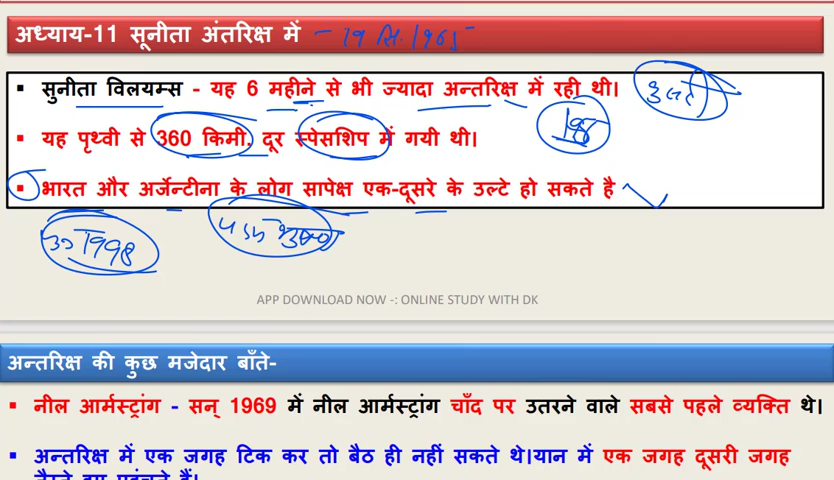 अध्याय-11 सूनीता अंतरिक्ष में - 19 सि. 1965
▪ सुनीता विलयम्स - यह 6 महीने से भी ज्यादा अन्तरिक्ष में रही थी।
198
▪ यह पृथ्वी से 360 किमी. दूर स्पेसशिप में गयी थी।
▪ भारत और अर्जेन्टीना के लोग सापेक्ष एक-दूसरे के उल्टे हो सकते है
1998
APP DOWNLOAD NOW -: ONLINE STUDY WITH DK
अन्तरिक्ष की कुछ मजेदार बाँते-
▪ नील आर्मस्ट्रांग - सन् 1969 में नील आर्मस्ट्रांग चाँद पर उतरने वाले सबसे पहले व्यक्ति थे।
▪ अन्तरिक्ष में एक जगह टिक कर तो बैठ ही नहीं सकते थे।यान में एक जगह दूसरी जगह